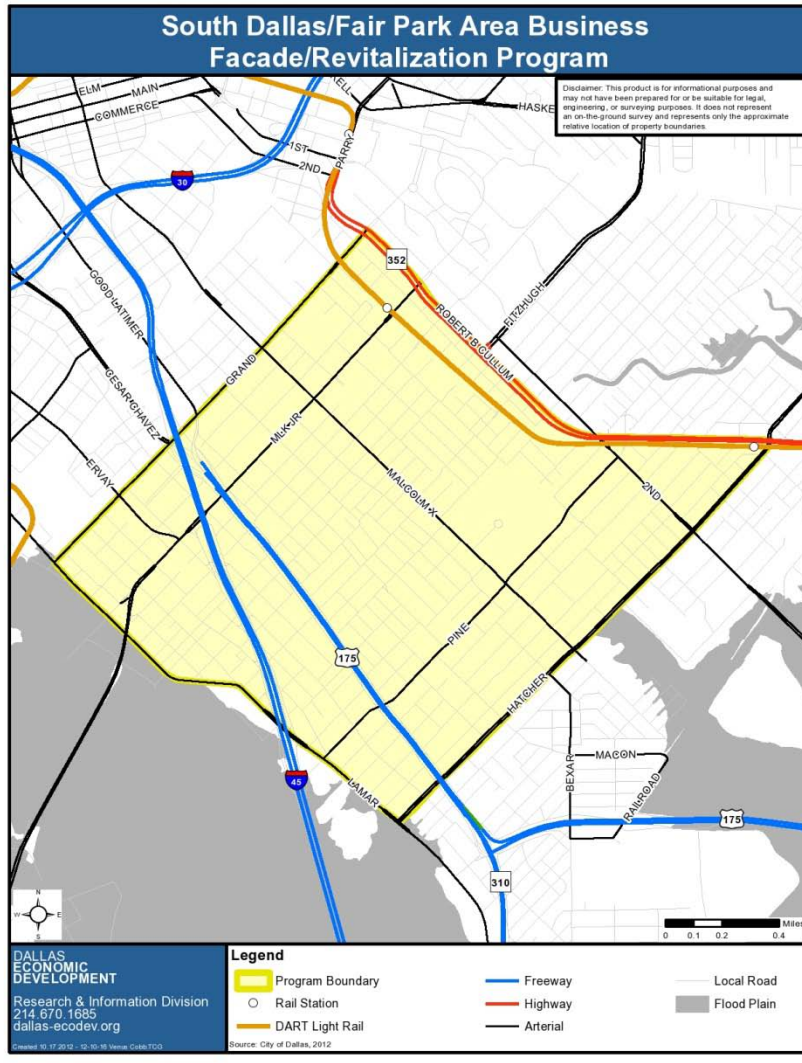 South Dallas/Fair Park Area Business
Facade/Revitalization Program
Disclaimer: This product is for informational purposes and
may not have been prepared for or be suitable for legal,
engineering, or surveying purposes. It does not represent
an on-the-ground survey and represents only the approximate
relative location of property boundaries.
ELM
MAIN
COMMERCE
HASKE
1ST
2ND
PARRY
30
352
GOOD LATIMER
FITZHUGH
ROBERT B CULLUM
GRAND
CESAR CHAVEZ
MLK JR
ERVAY
MALCOLM X
2ND
PINE
175
HATCHER
45
LAMAR
BEXAR
MACON
RAILROAD
175
310
N
W
E
S
Miles
0 0.1 0.2 0.4
DALLAS
ECONOMIC
DEVELOPMENT
Research & Information Division
214.670.1685
dallas-ecodev.org
Legend
Program Boundary
Rail Station
DART Light Rail
Freeway
Highway
Arterial
Local Road
Flood Plain
Source: City of Dallas, 2012